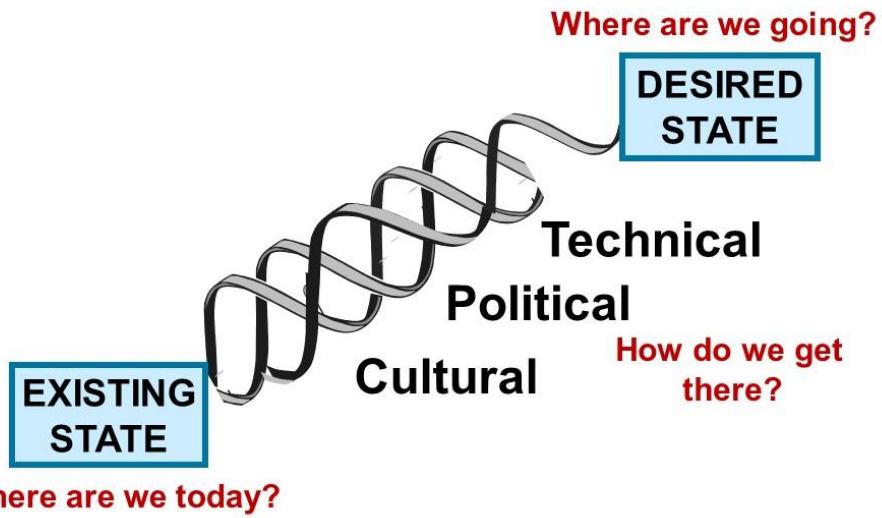 Where are we going?
DESIRED
STATE
Technical
Political
How do we get
there?
Cultural
EXISTING
STATE
here are we today?